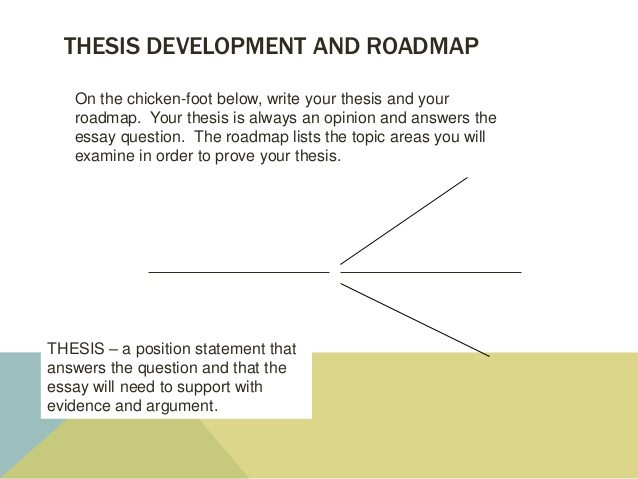 THESIS DEVELOPMENT AND ROADMAP
On the chicken-foot below, write your thesis and your
roadmap. Your thesis is always an opinion and answers the
essay question. The roadmap lists the topic areas you will
examine in order to prove your thesis.
THESIS – a position statement that
answers the question and that the
essay will need to support with
evidence and argument.